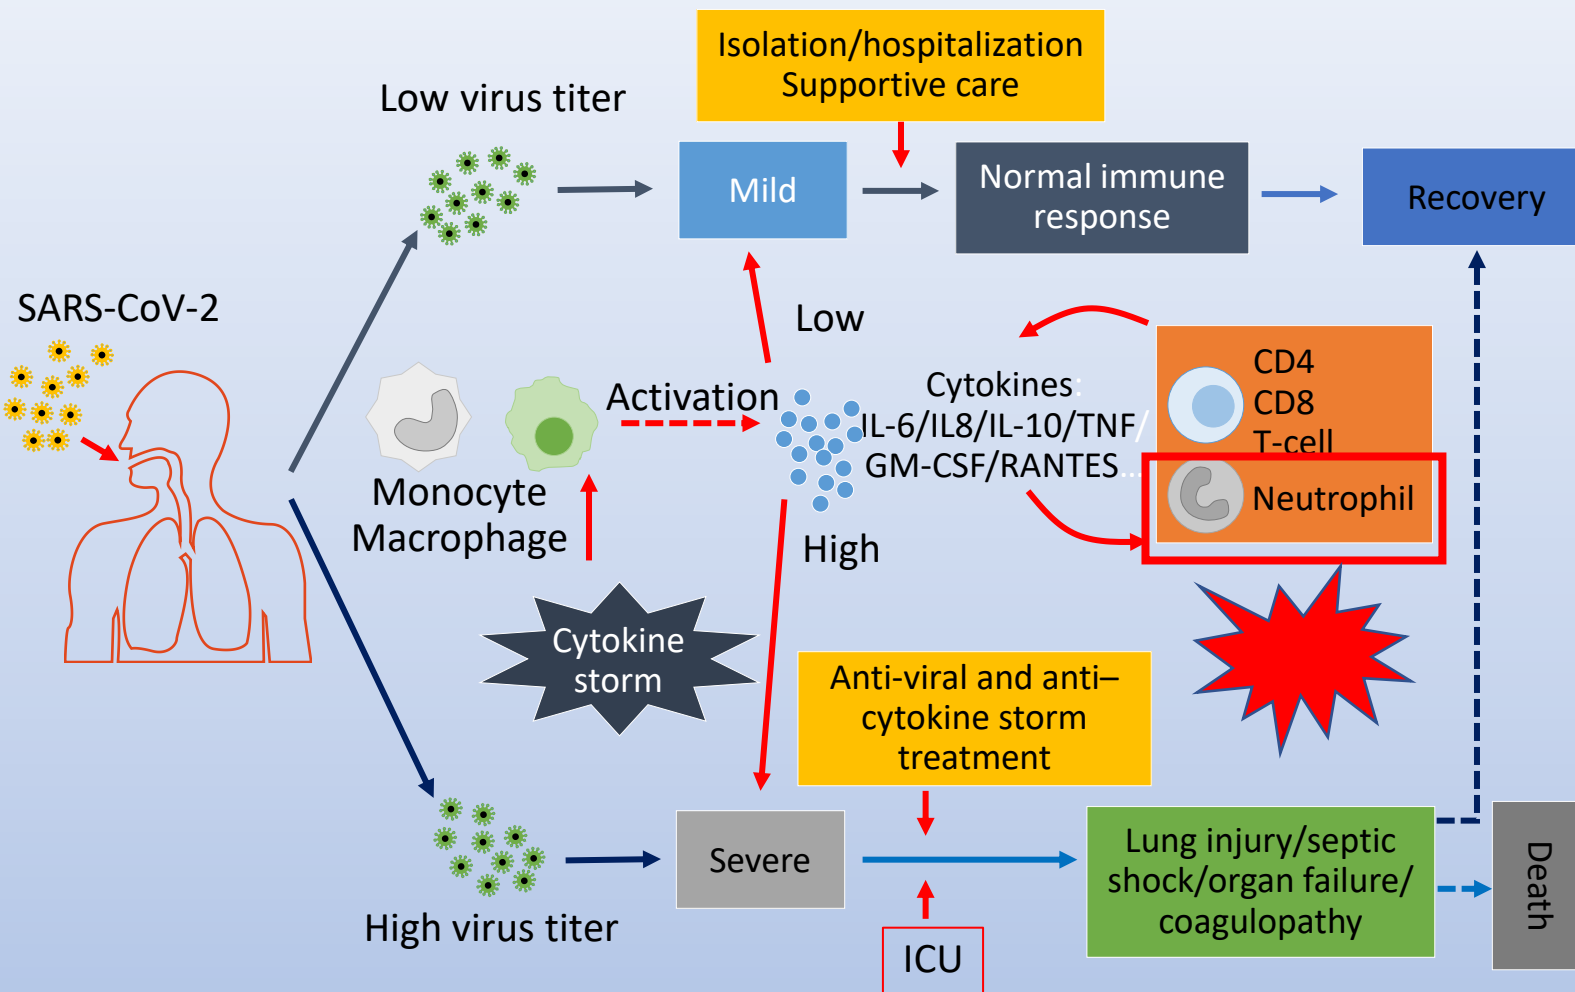 Isolation/hospitalization
Supportive care
Low virus titer
Mild
Normal immune
response
Recovery
SARS-CoV-2
Low
Activation
Cytokines:
IL-6/IL8/IL-10/TNF/
GM-CSF/RANTES...
CD4
CD8
T-cell
Neutrophil
Monocyte
Macrophage
High
Cytokine
storm
Anti-viral and anti–
cytokine storm
treatment
Severe
Lung injury/septic
shock/organ failure/
coagulopathy
Death
High virus titer
ICU